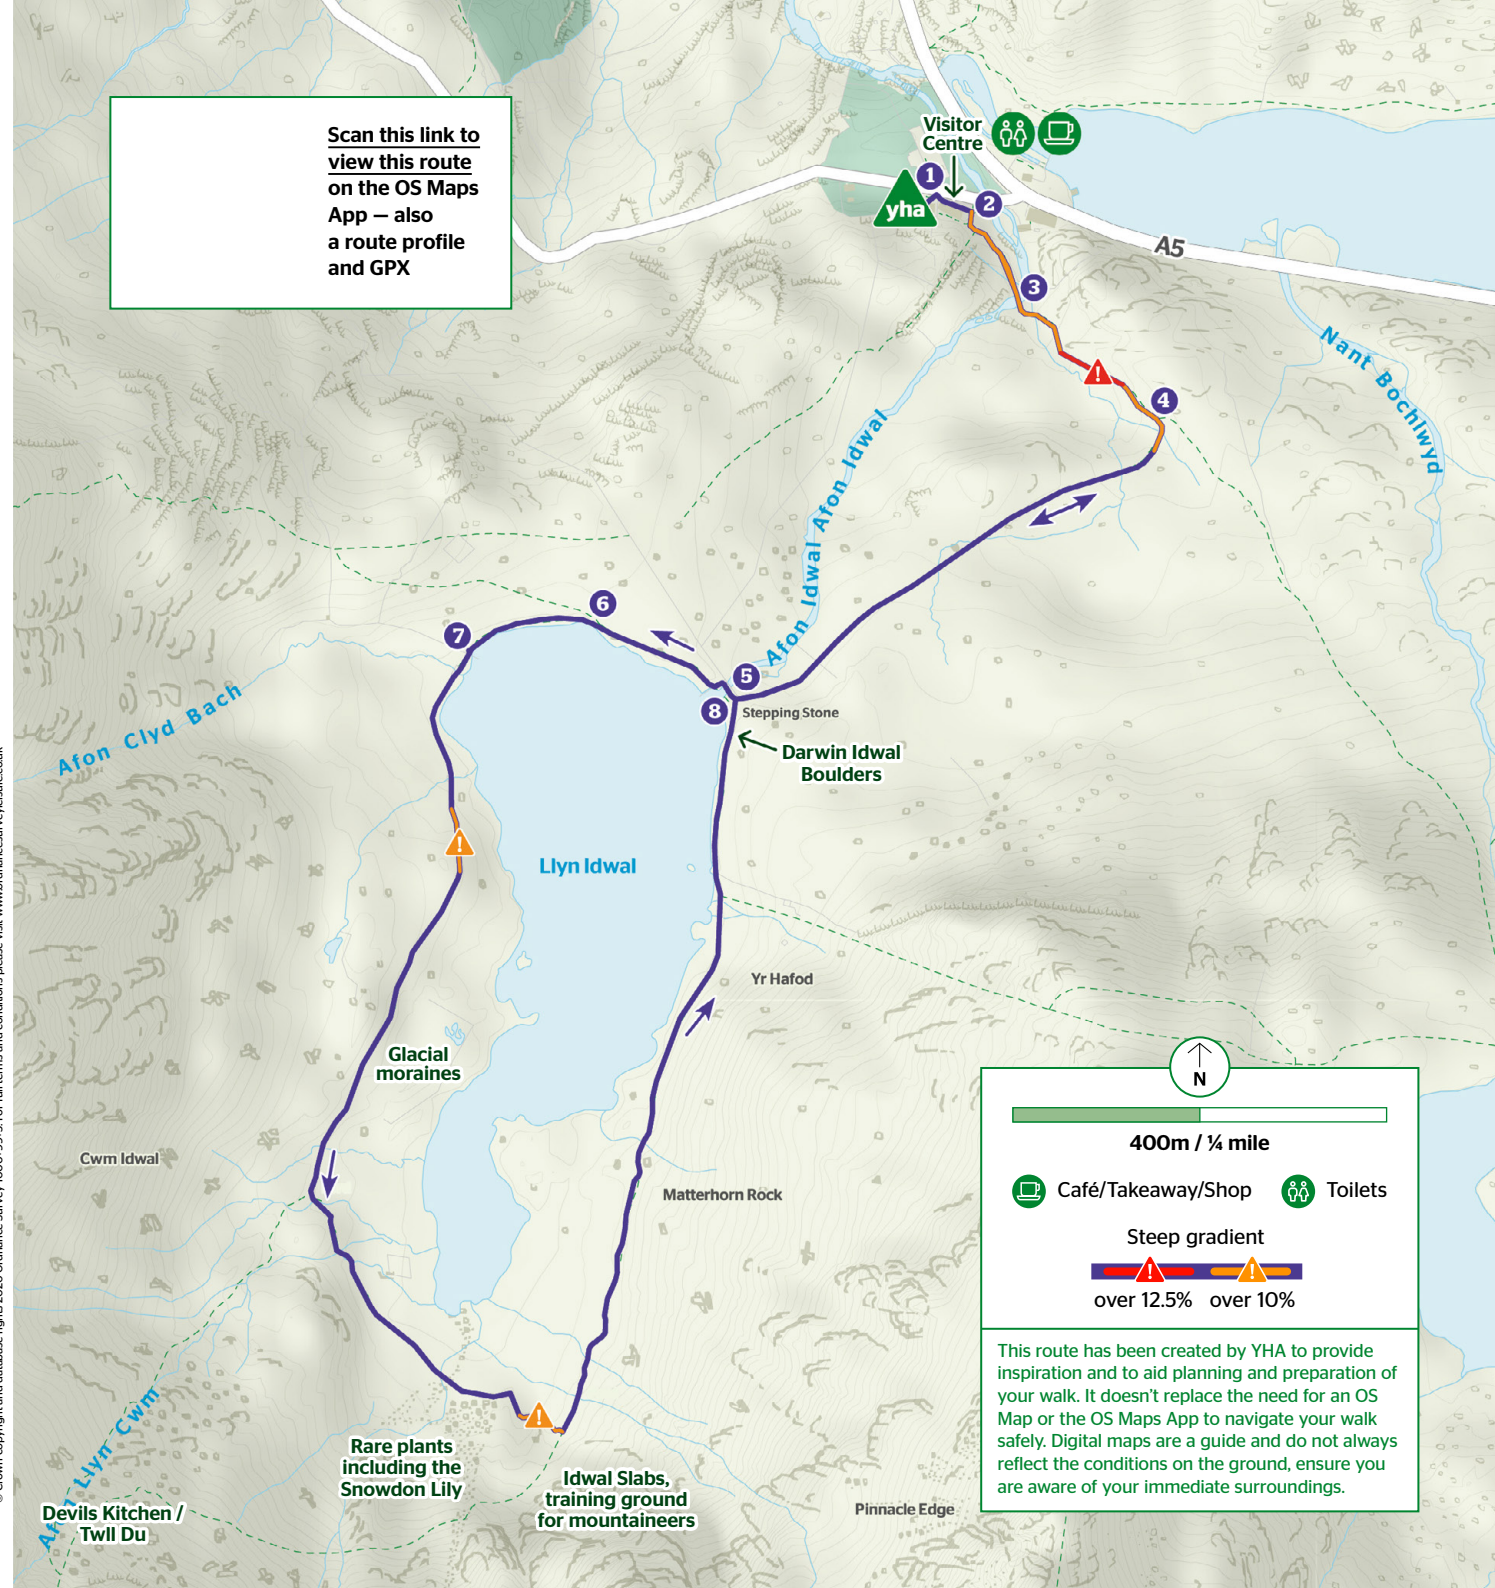 Scan this link to
view this route
on the OS Maps
App – also
a route profile
and GPX
Visitor
Centre
1
yha
2
A5
3
4
Nant Bochlwyd
Afon Idwal Afon Idwal
6
7
5
8
Stepping Stone
Darwin Idwal
Boulders
Afon Clyd Bach
Llyn Idwal
Yr Hafod
Glacial
moraines
Cwm Idwal
Matterhorn Rock
Afon Llyn Cwm
Rare plants
including the
Snowdon Lily
Idwal Slabs,
training ground
for mountaineers
Devils Kitchen /
Twll Du
Pinnacle Edge
N
400m / ¼ mile
Café/Takeaway/Shop
Toilets
Steep gradient
over 12.5%
over 10%
This route has been created by YHA to provide
inspiration and to aid planning and preparation of
your walk. It doesn't replace the need for an OS
Map or the OS Maps App to navigate your walk
safely. Digital maps are a guide and do not always
reflect the conditions on the ground, ensure you
are aware of your immediate surroundings.